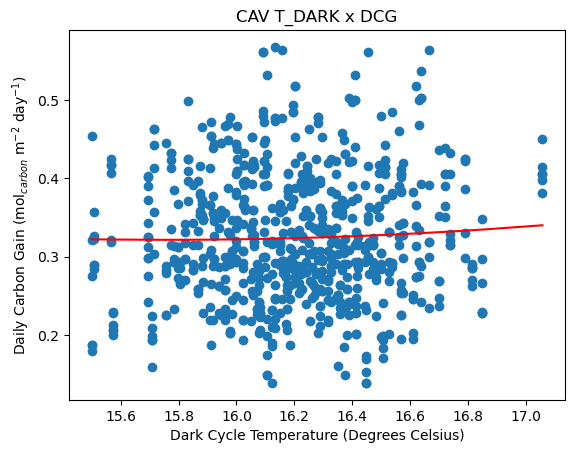 CAV T_DARK x DCG
Daily Carbon Gain (mol$_{carbon}$ m$^{-2}$ day$^{-1}$)
0.5
0.4
0.3
0.2
15.6 15.8 16.0 16.2 16.4 16.6 16.8 17.0
Dark Cycle Temperature (Degrees Celsius)